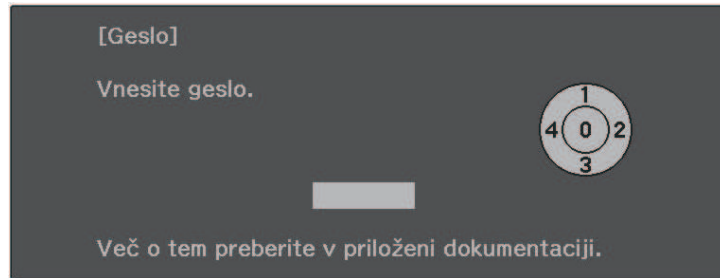 [Geslo]
Vnesite geslo.
1
4 0 2
3
Več o tem preberite v priloženi dokumentaciji.